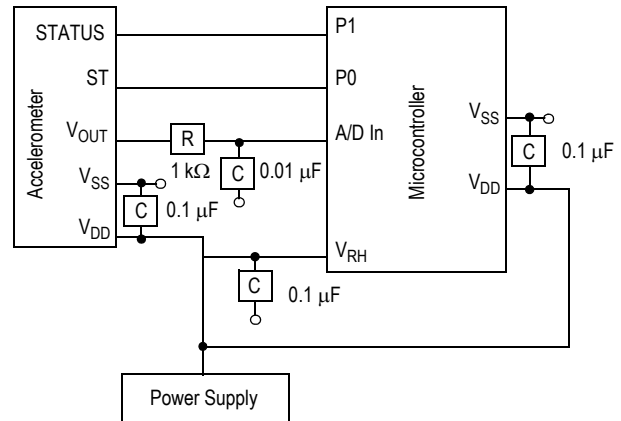 STATUS
ST
VOUT
VSS
VDD
Accelerometer
R
1 kΩ
C
0.01 μF
C
0.1 μF
P1
P0
A/D In
VRH
Microcontroller
VSS
VDD
C
0.1 μF
C
0.1 μF
Power Supply